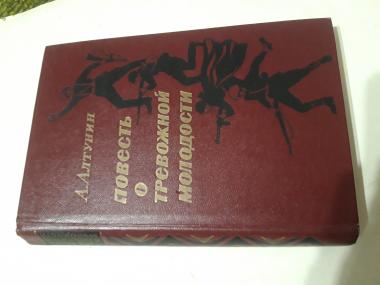 А. Алтунин
ПОВЕСТЬ
О
ТРЕВОЖНОЙ
МОЛОДОСТИ